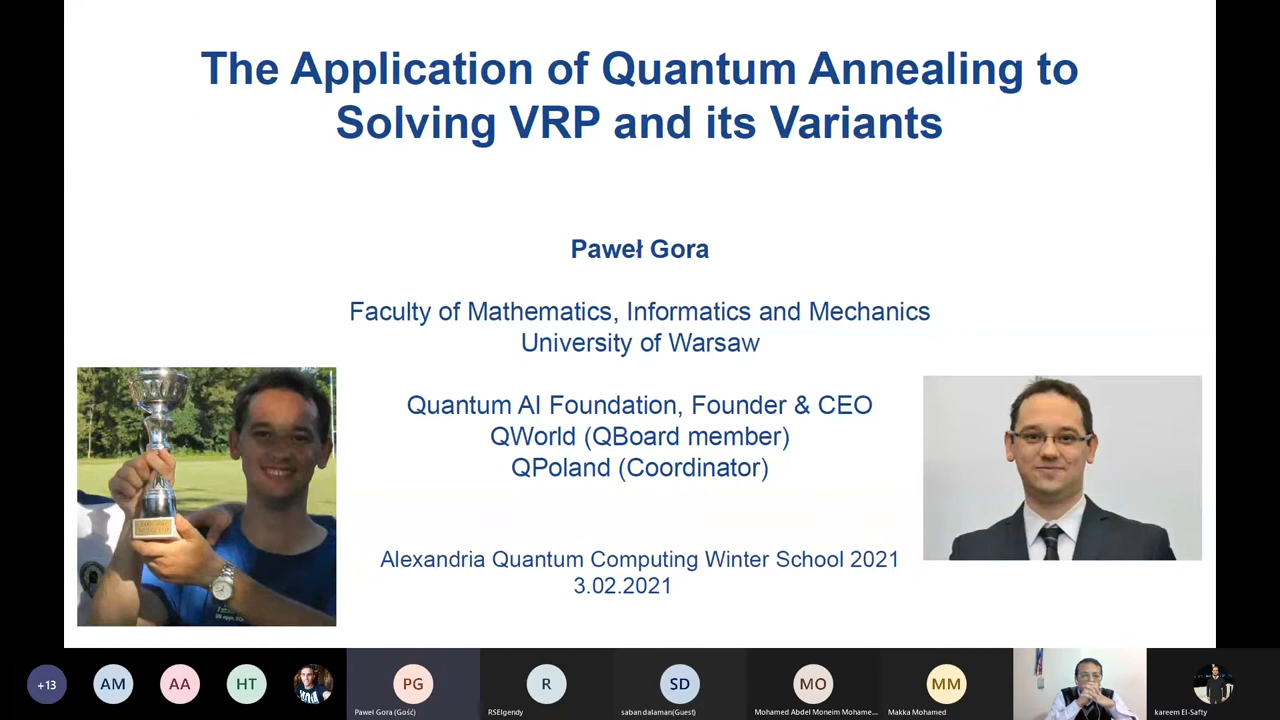 The Application of Quantum Annealing to
Solving VRP and its Variants
Paweł Gora
Faculty of Mathematics, Informatics and Mechanics
University of Warsaw
Quantum AI Foundation, Founder & CEO
QWorld (QBoard member)
QPoland (Coordinator)
Alexandria Quantum Computing Winter School 2021
3.02.2021
+13
AM
AA
HT
PG
R
SD
MO
MM
Paweł Gora (Gość)
RSElgendy
saban dalaman(Guest)
Mohamed Abdel Moneim Mohame...
Makka Mohamed
kareem El-Safty